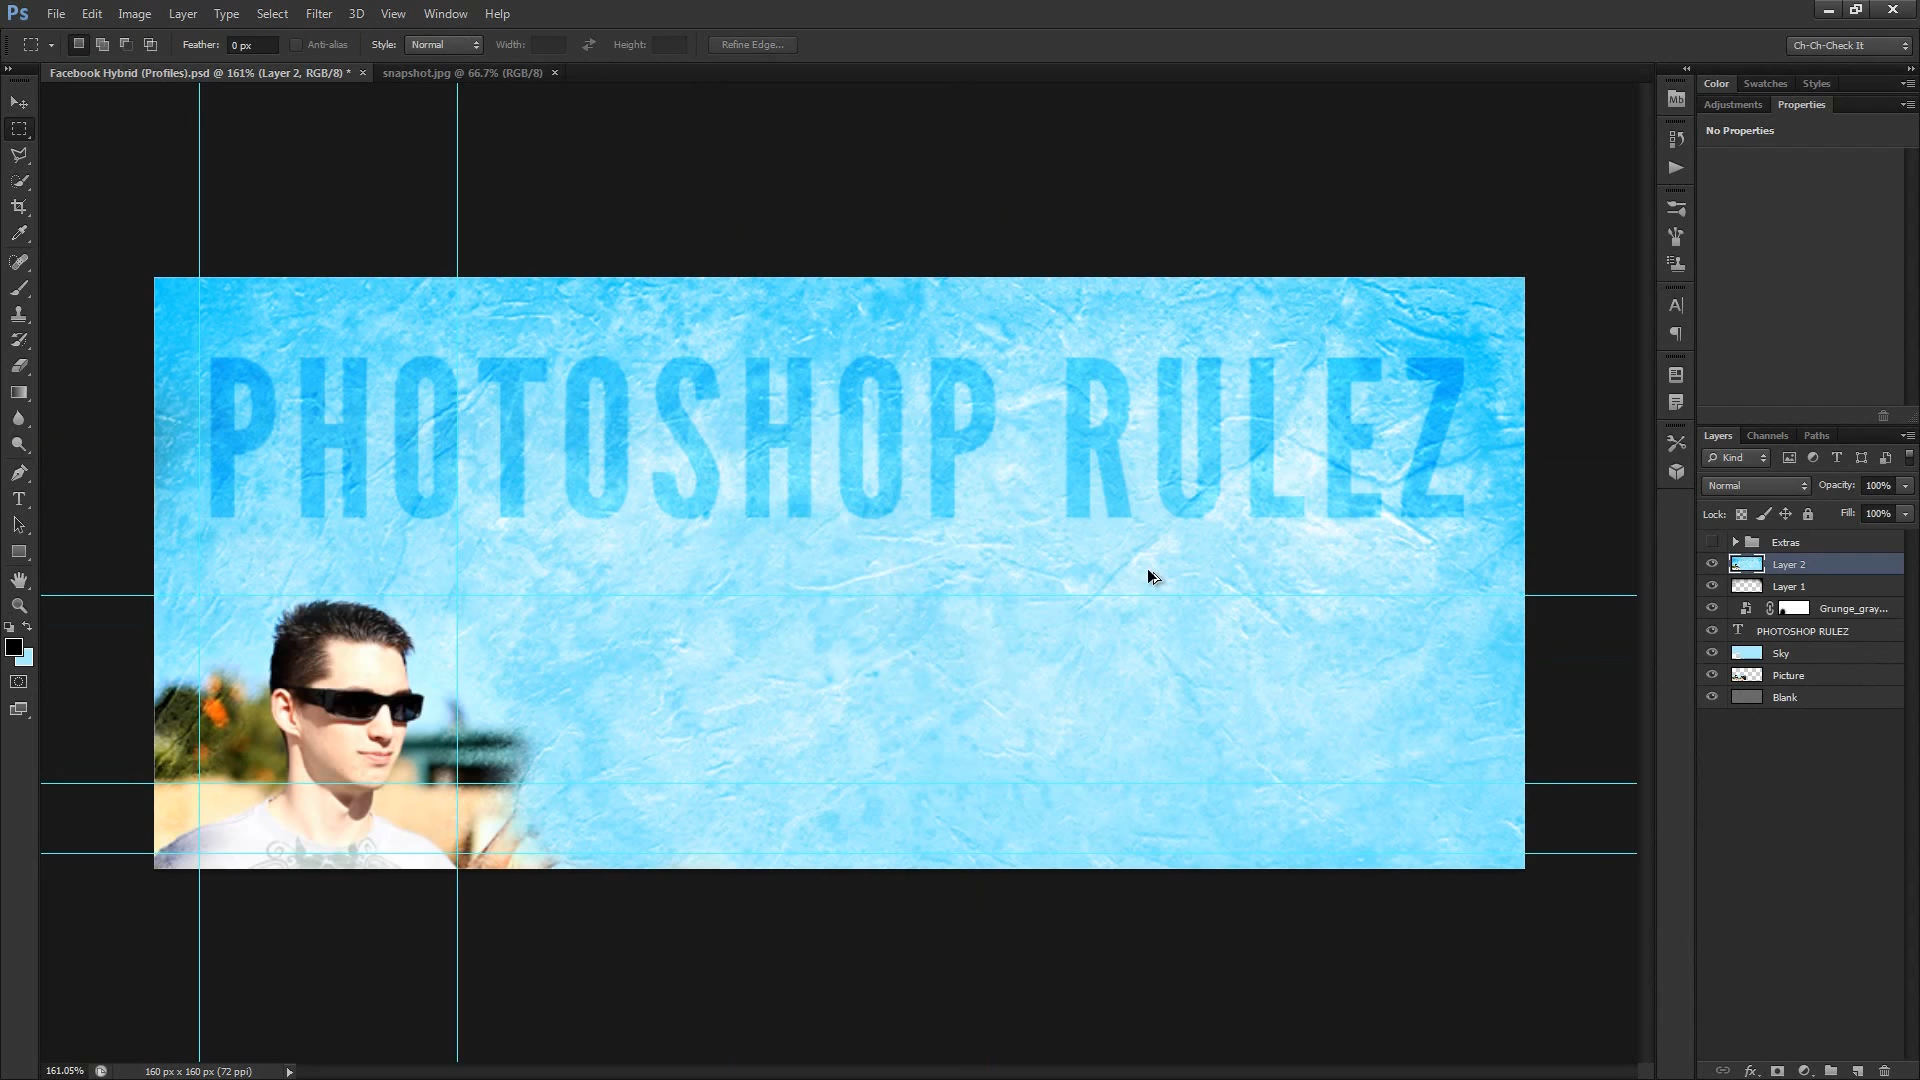 Ps File Edit Image Layer Type Select Filter 3D View Window Help
Feather: 0 px Anti-alias Style: Normal Width: Height: Refine Edge... Ch-Ch-Check It
Facebook Hybrid (Profiles).psd @ 161% (Layer 2, RGB/8) * × snapshot.jpg @ 66.7% (RGB/8) ×
Color Swatches Styles
Mb
Adjustments Properties
No Properties
PHOTOSHOP RULEZ
Layers Channels Paths
Kind
Normal Opacity: 100%
Lock: Fill: 100%
Extras
Layer 2
Layer 1
Grunge_gray...
PHOTOSHOP RULEZ
Sky
Picture
Blank
161.05% 160 px x 160 px (72 ppi)
fx